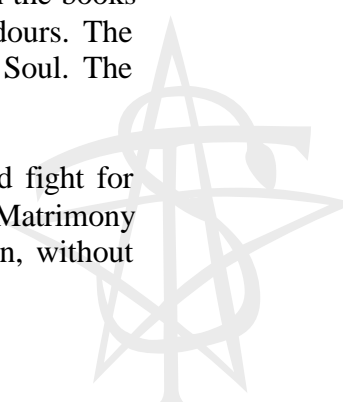 the books
dours. The
Soul. The
d fight for
Matrimony
n, without